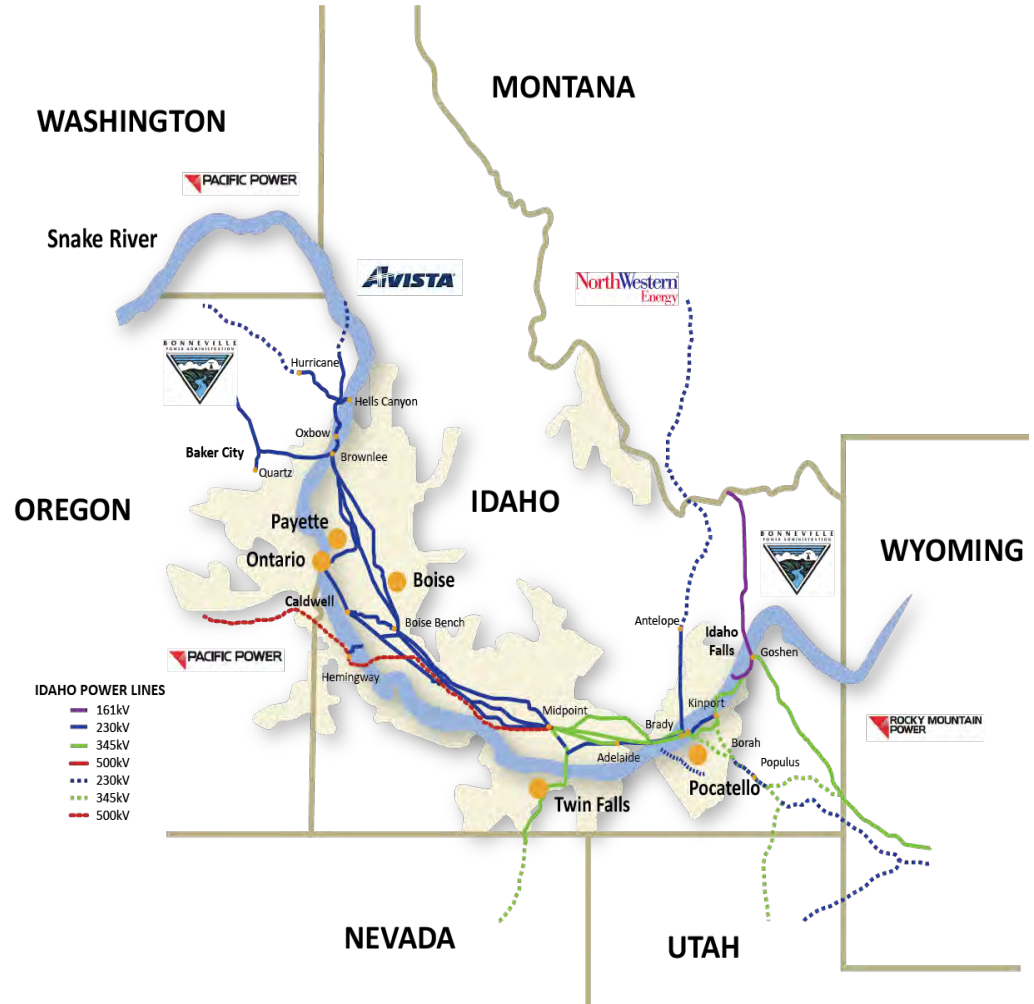 MONTANA
WASHINGTON
PACIFIC POWER
Snake River
AVISTA
NorthWestern
Energy
BONNEVILLE
POWER ADMINISTRATION
Hurricane
Hells Canyon
Oxbow
Baker City
Brownlee
Quartz
OREGON
IDAHO
Payette
Ontario
Boise
BONNEVILLE
POWER ADMINISTRATION
WYOMING
Caldwell
Boise Bench
Antelope
Idaho
Falls
Goshen
PACIFIC POWER
Hemingway
IDAHO POWER LINES
161kV
230kV
345kV
500kV
230kV
345kV
500kV
Midpoint
Kinport
Brady
ROCKY MOUNTAIN
POWER
Adelaide
Borah
Populus
Pocatello
Twin Falls
NEVADA
UTAH